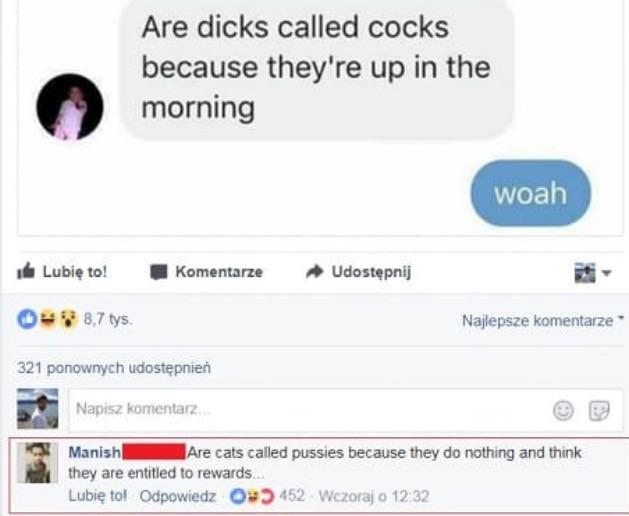 Are dicks called cocks
because they're up in the
morning
woah
Lubię to! Komentarze Udostępnij
8,7 tys. Najlepsze komentarze
321 ponownych udostępnień
Napisz komentarz...
Manish Are cats called pussies because they do nothing and think
they are entitled to rewards...
Lubię to! Odpowiedz · 452 · Wczoraj o 12:32